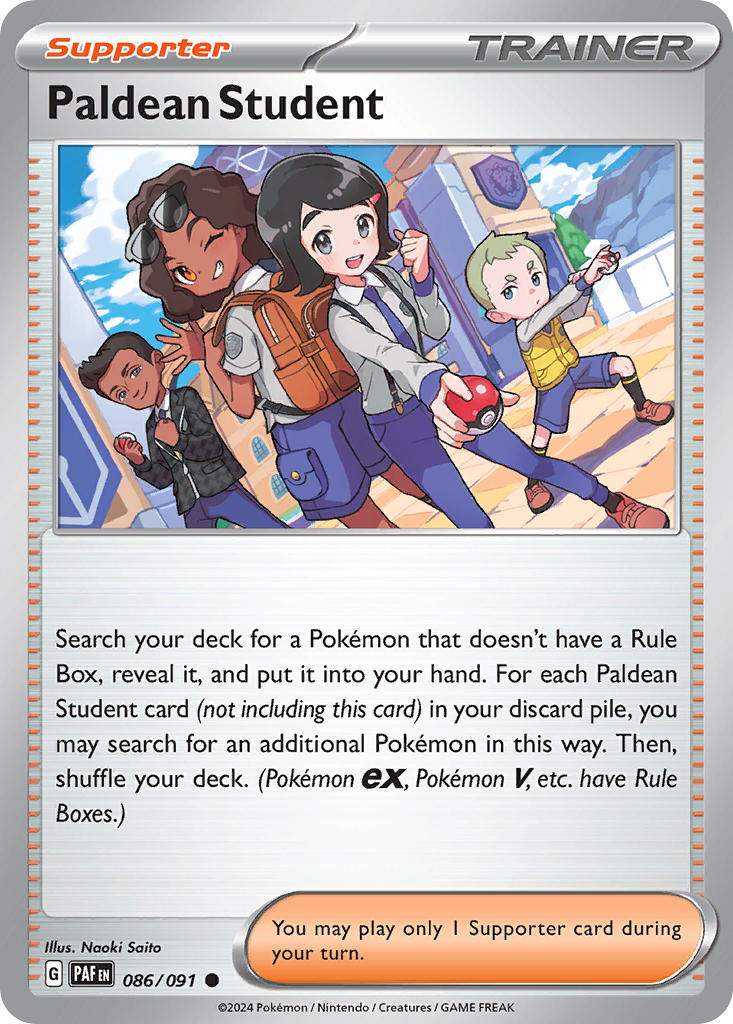 Supporter
TRAINER
Paldean Student
Search your deck for a Pokémon that doesn't have a Rule
Box, reveal it, and put it into your hand. For each Paldean
Student card (not including this card) in your discard pile, you
may search for an additional Pokémon in this way. Then,
shuffle your deck. (Pokémon ex, Pokémon V, etc. have Rule
Boxes.)
You may play only 1 Supporter card during
your turn.
Illus. Naoki Saito
G PAF EN 086/091
©2024 Pokémon / Nintendo / Creatures / GAME FREAK